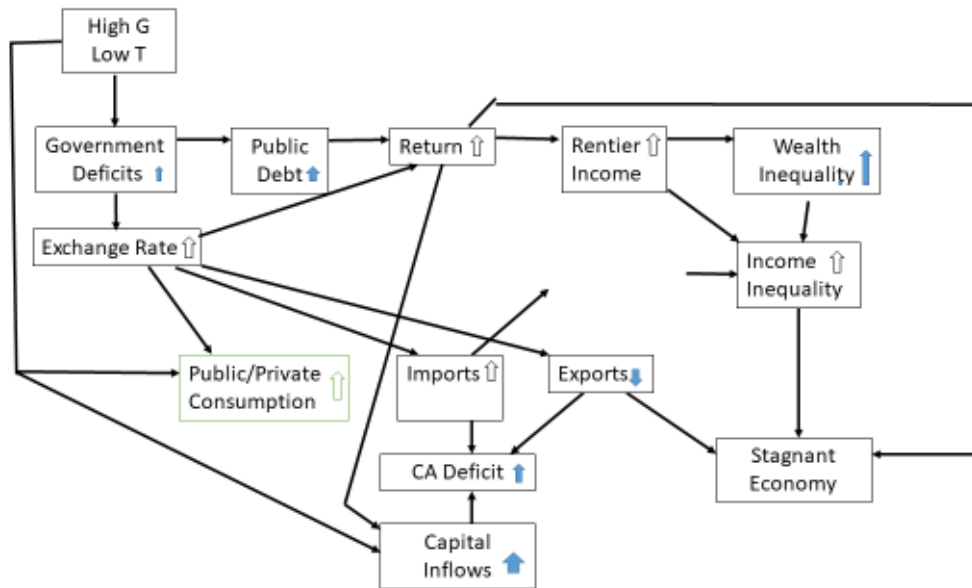 High G
Low T
Government
Deficits
Public
Debt
Return
Rentier
Income
Wealth
Inequality
Exchange Rate
Income
Inequality
Public/Private
Consumption
Imports
Exports
CA Deficit
Stagnant
Economy
Capital
Inflows